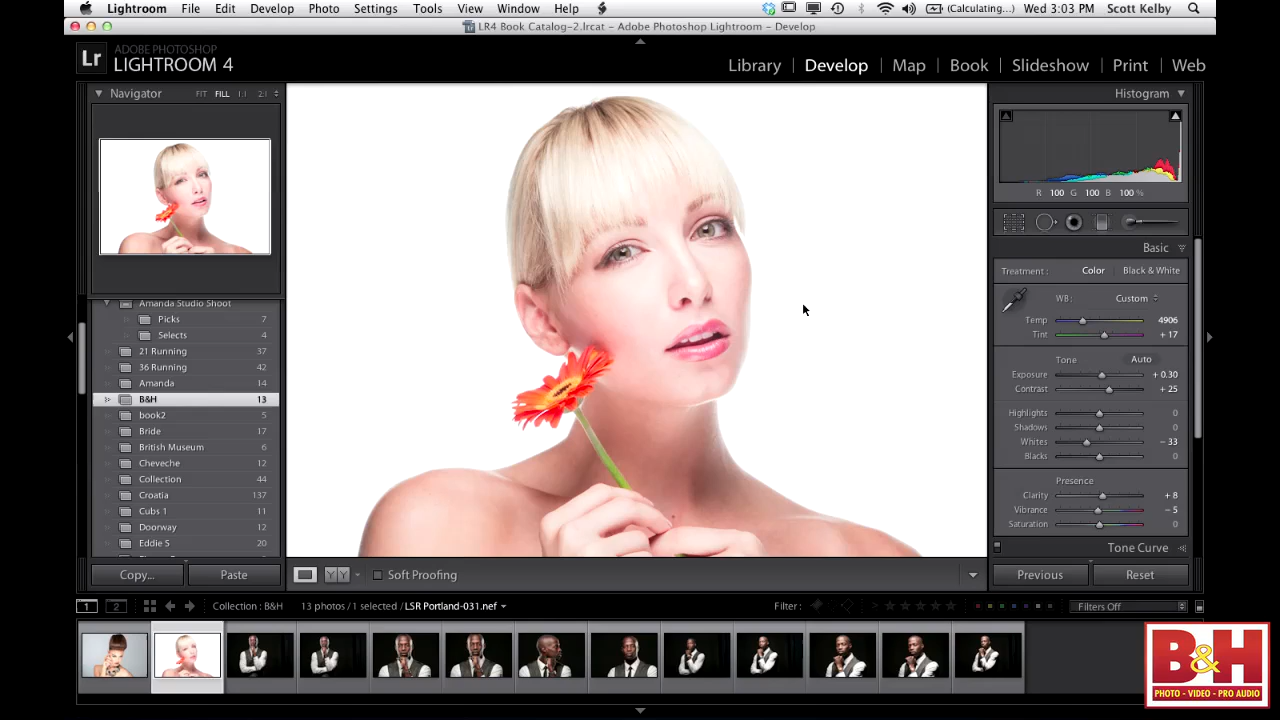 Lightroom File Edit Develop Photo Settings Tools View Window Help (Calculating...) Wed 3:03 PM Scott Kelby
LR4 Book Catalog-2.lrcat – Adobe Photoshop Lightroom – Develop
Lr ADOBE PHOTOSHOP
LIGHTROOM 4
Library Develop Map Book Slideshow Print Web
Navigator FIT FILL 1:1 2:1
Amanda Studio Shoot
Picks 7
Selects 4
21 Running 37
36 Running 42
Amanda 14
B&H 13
book2 5
Bride 17
British Museum 6
Cheveche 12
Collection 44
Croatia 137
Cubs 1 11
Doorway 12
Eddie S 20
Copy... Paste
Histogram
R 100 G 100 B 100 %
Basic
Treatment : Color Black & White
WB : Custom
Temp 4906
Tint + 17
Tone Auto
Exposure + 0.30
Contrast + 25
Highlights 0
Shadows 0
Whites – 33
Blacks 0
Presence
Clarity + 8
Vibrance – 5
Saturation 0
Tone Curve
Previous Reset
YY Soft Proofing
1 2 Collection : B&H 13 photos / 1 selected / LSR Portland-031.nef Filter : Filters Off
B&H
PHOTO - VIDEO - PRO AUDIO